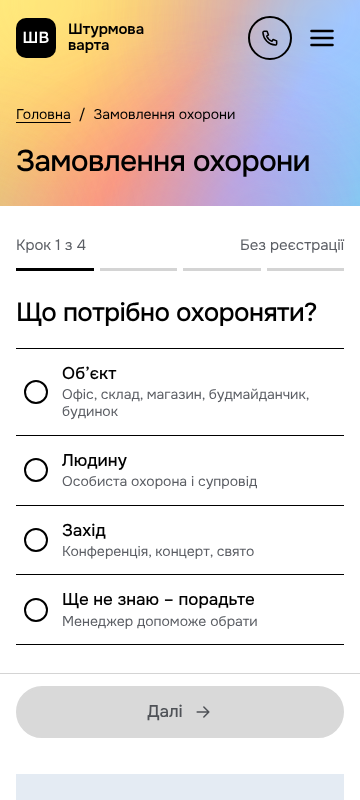 ШВ
Штурмова
варта
Головна / Замовлення охорони
Замовлення охорони
Крок 1 з 4
Без реєстрації
Що потрібно охороняти?
Об’єкт
Офіс, склад, магазин, будмайданчик,
будинок
Людину
Особиста охорона і супровід
Захід
Конференція, концерт, свято
Ще не знаю – порадьте
Менеджер допоможе обрати
Далі →